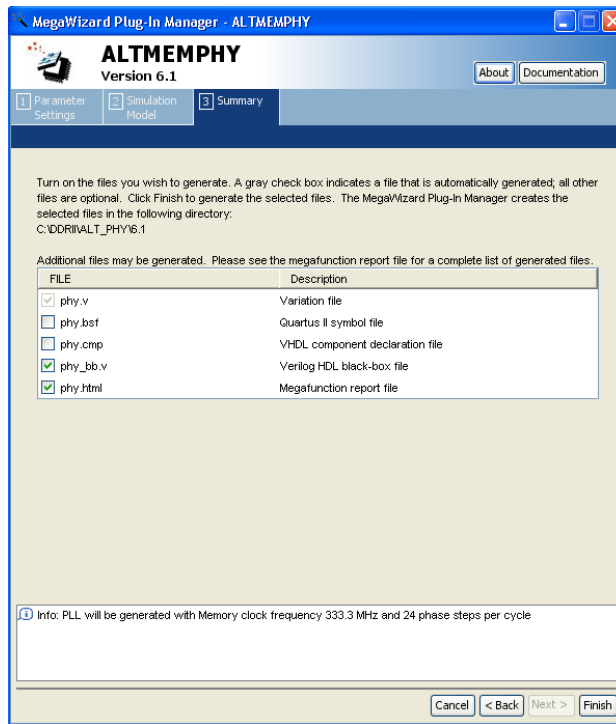 MegaWizard Plug-In Manager - ALTMEMPHY
ALTMEMPHY
Version 6.1
About
Documentation
1 Parameter Settings
2 Simulation Model
3 Summary
Turn on the files you wish to generate. A gray check box indicates a file that is automatically generated; all other
files are optional. Click Finish to generate the selected files. The MegaWizard Plug-In Manager creates the
selected files in the following directory:
C:\DDRII\ALT_PHY\6.1
Additional files may be generated. Please see the megafunction report file for a complete list of generated files.
FILE Description
phy.v Variation file
phy.bsf Quartus II symbol file
phy.cmp VHDL component declaration file
phy_bb.v Verilog HDL black-box file
phy.html Megafunction report file
Info: PLL will be generated with Memory clock frequency 333.3 MHz and 24 phase steps per cycle
Cancel < Back Next > Finish